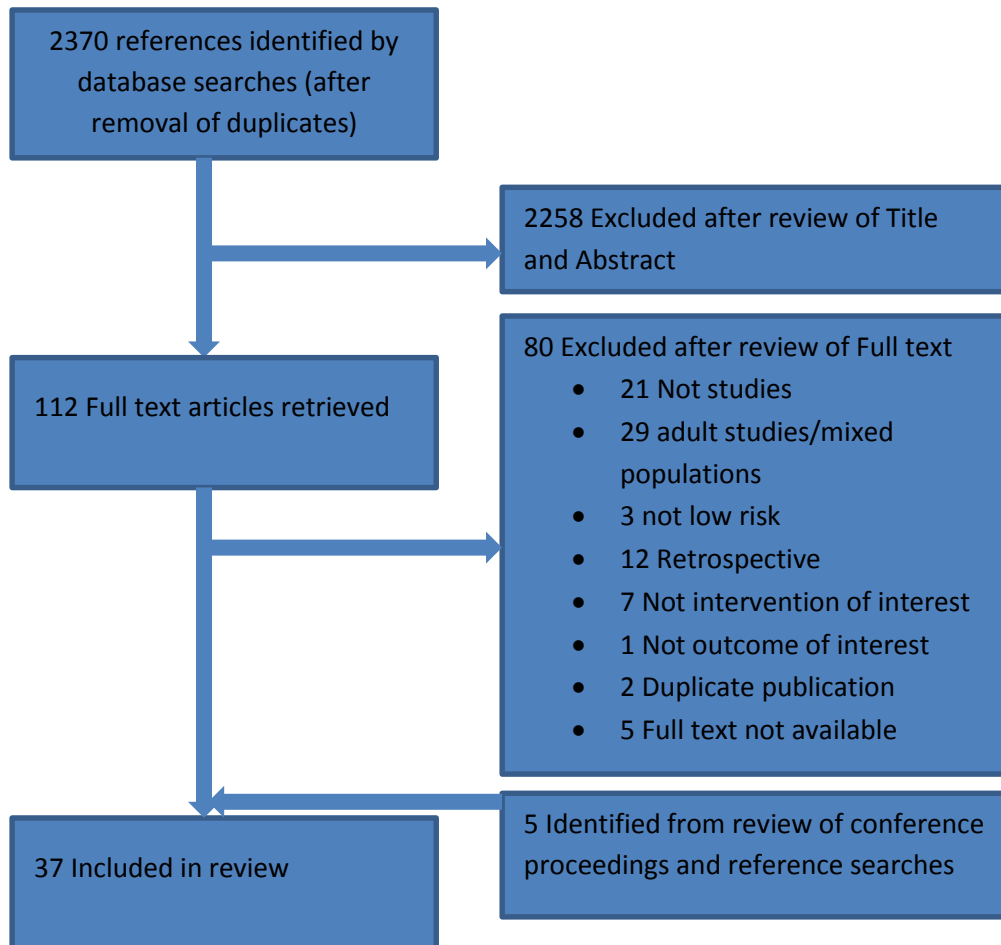 2370 references identified by
database searches (after
removal of duplicates)
2258 Excluded after review of Title
and Abstract
112 Full text articles retrieved
80 Excluded after review of Full text
• 21 Not studies
• 29 adult studies/mixed
populations
• 3 not low risk
• 12 Retrospective
• 7 Not intervention of interest
• 1 Not outcome of interest
• 2 Duplicate publication
• 5 Full text not available
5 Identified from review of conference
proceedings and reference searches
37 Included in review